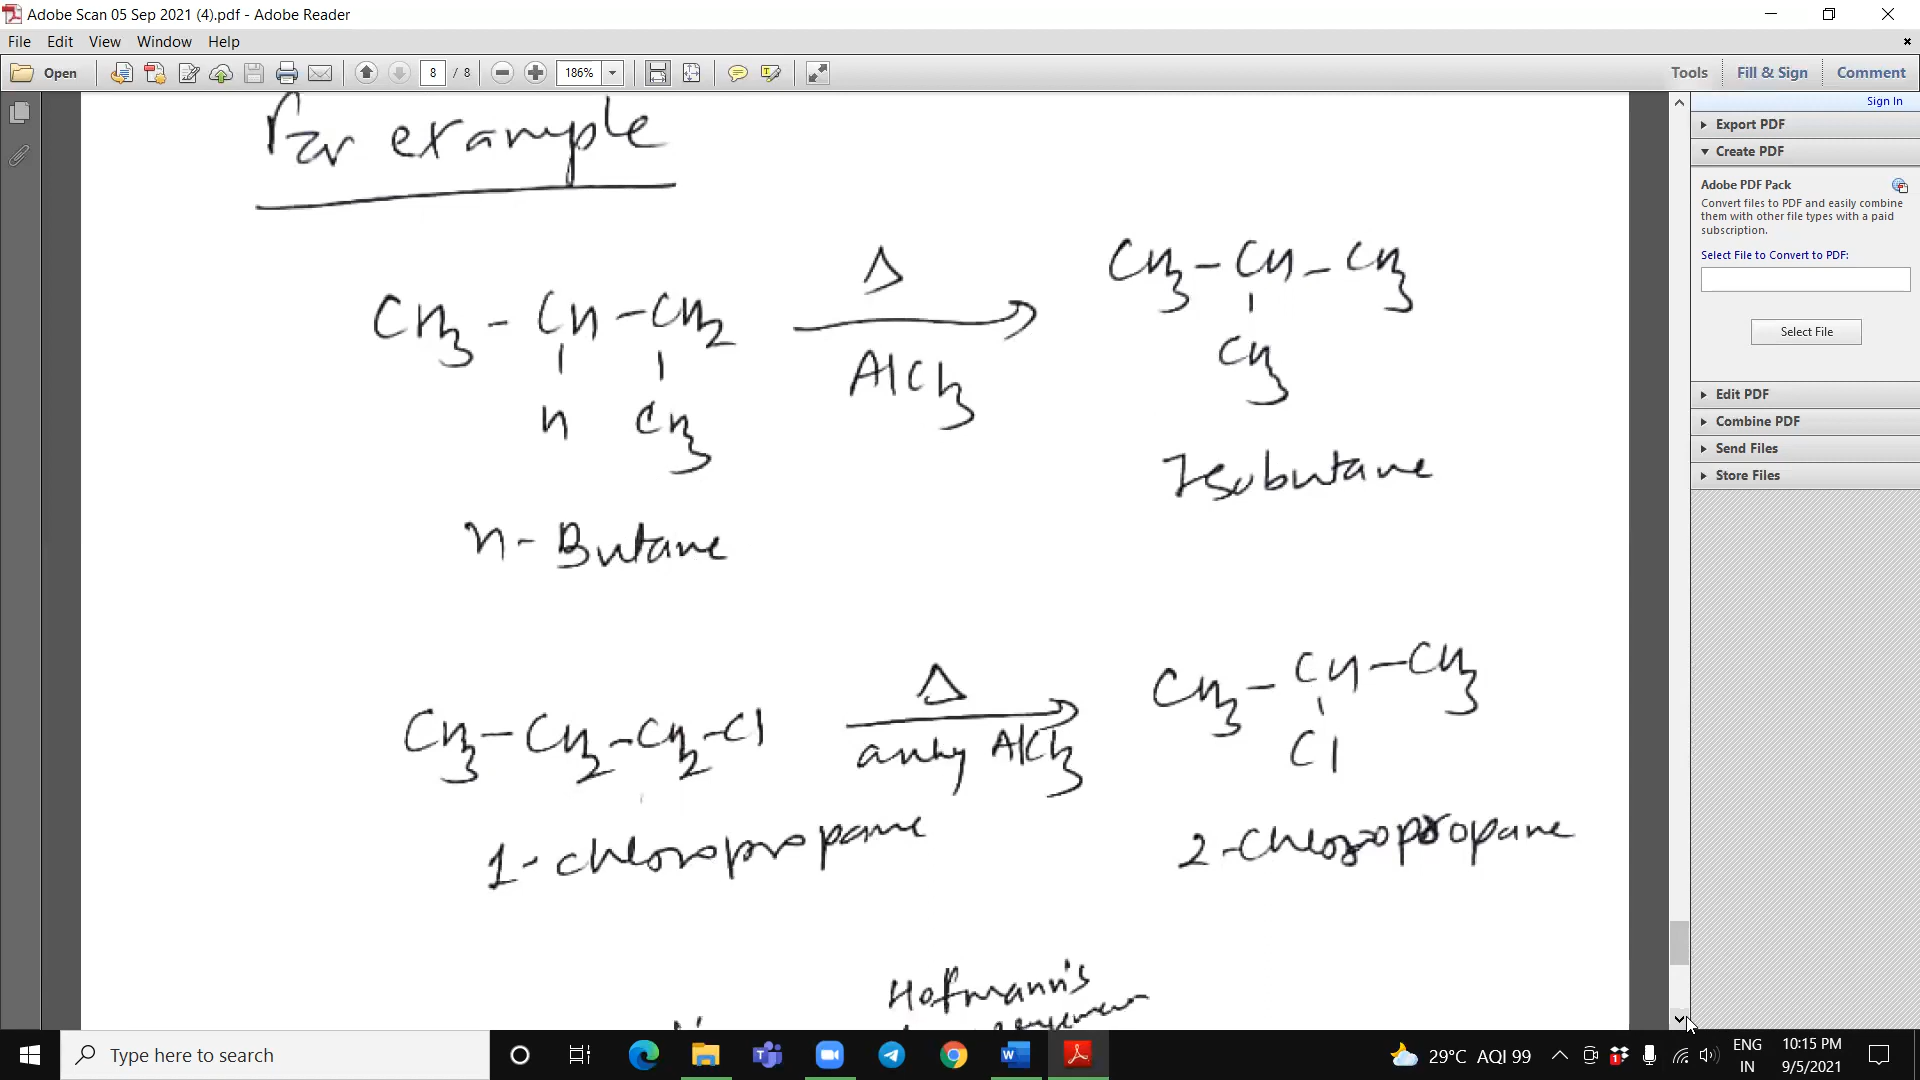 Adobe Scan 05 Sep 2021 (4).pdf - Adobe Reader
File Edit View Window Help
Open 8 / 8 186% Tools Fill & Sign Comment
Sign In
Export PDF
Create PDF
Adobe PDF Pack
Convert files to PDF and easily combine
them with other file types with a paid
subscription.
Select File to Convert to PDF:
Select File
Edit PDF
Combine PDF
Send Files
Store Files
For example
CH3 - CH - CH2 Δ CH3 - CH - CH3
AlCl3 CH3
H CH3
Isobutane
n- Butane
CH3 - CH2 - CH2 - Cl Δ CH3 - CH - CH3
anhy AlCl3 Cl
1- chloropropane 2-Chloropropane
Hofmann's
Type here to search
29°C AQI 99
ENG
IN
10:15 PM
9/5/2021